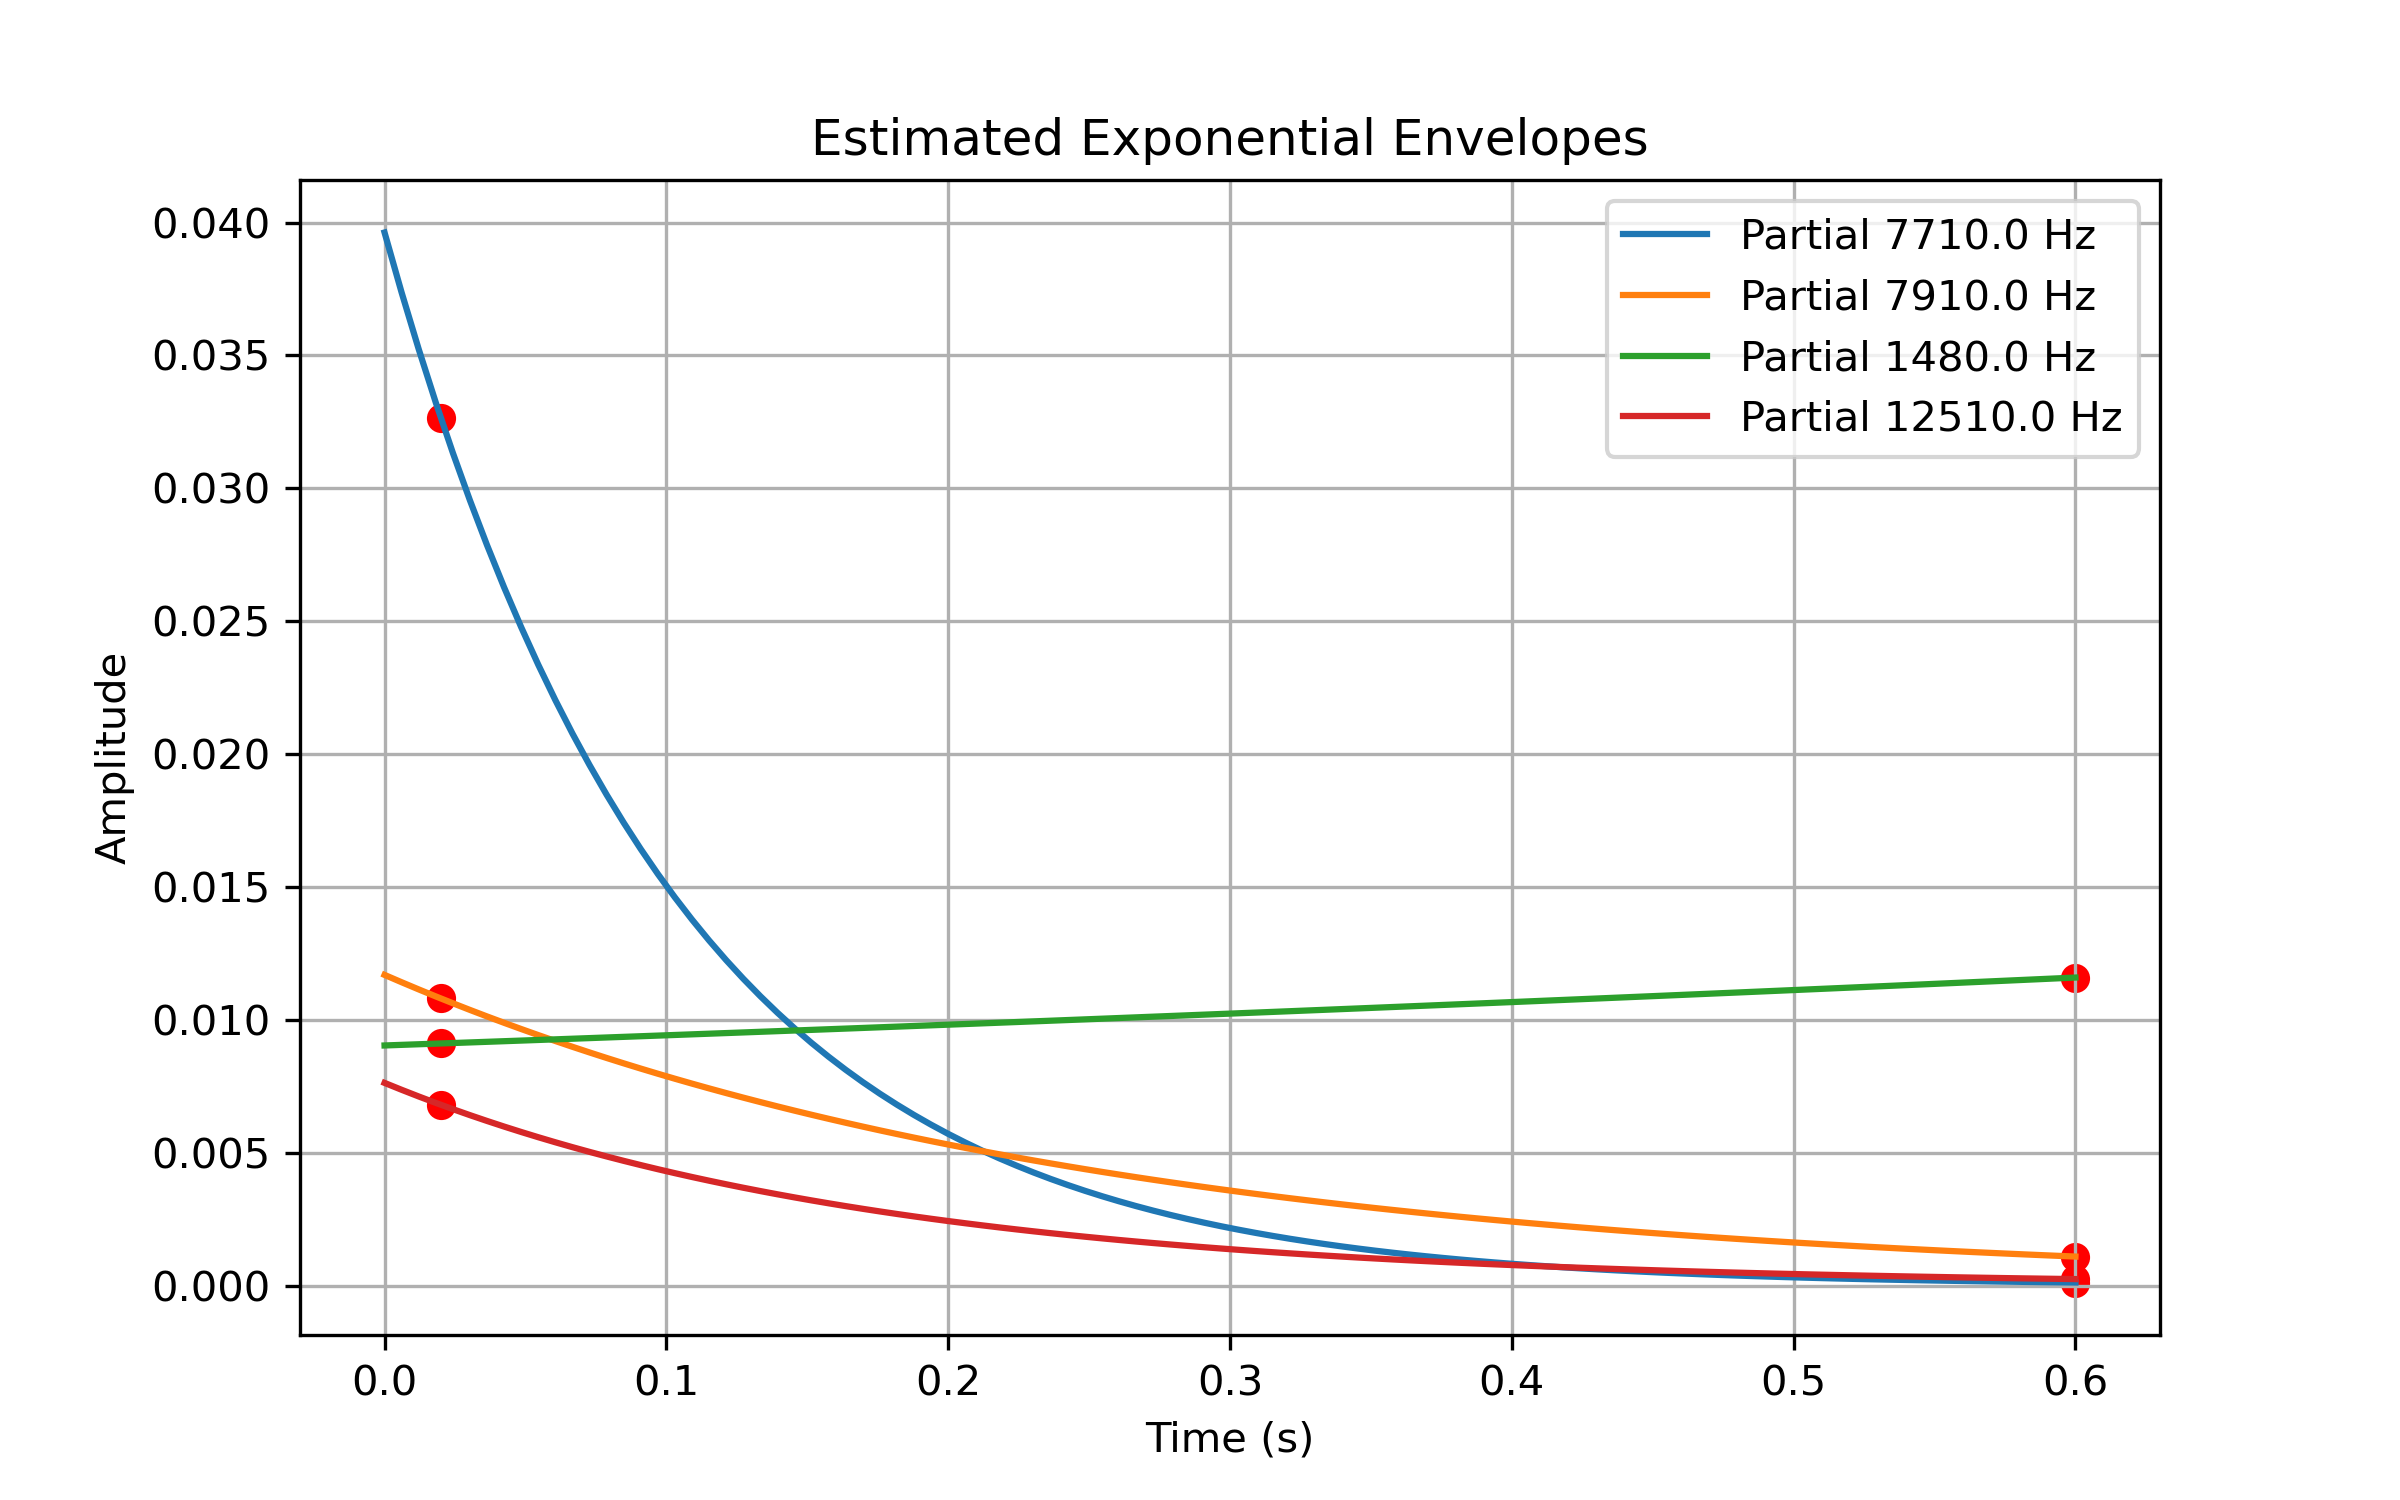 Estimated Exponential Envelopes
Partial 7710.0 Hz
Partial 7910.0 Hz
Partial 1480.0 Hz
Partial 12510.0 Hz
Amplitude
0.040
0.035
0.030
0.025
0.020
0.015
0.010
0.005
0.000
0.0 0.1 0.2 0.3 0.4 0.5 0.6
Time (s)